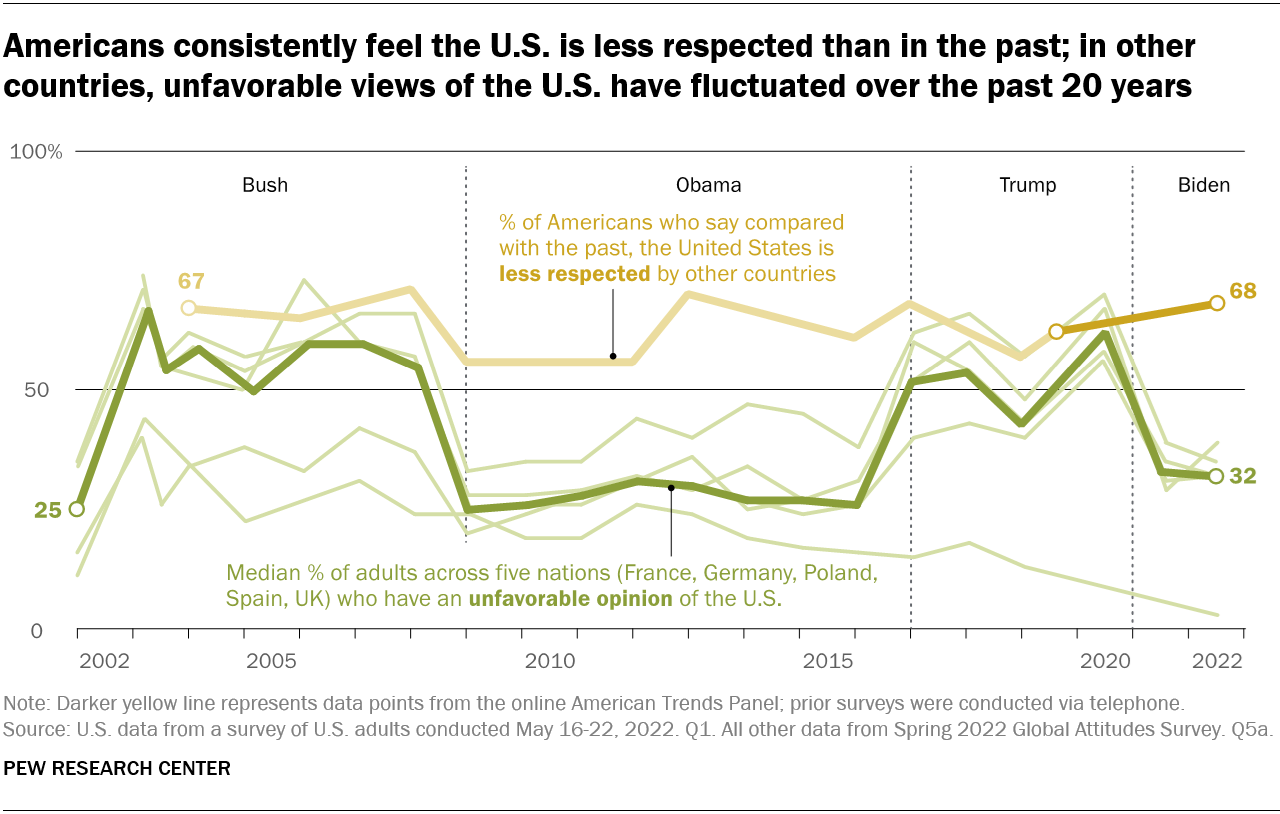 Americans consistently feel the U.S. is less respected than in the past; in other
countries, unfavorable views of the U.S. have fluctuated over the past 20 years
100%
Bush
Obama
Trump
Biden
% of Americans who say compared
with the past, the United States is
less respected by other countries
67
68
50
25
32
Median % of adults across five nations (France, Germany, Poland,
Spain, UK) who have an unfavorable opinion of the U.S.
0
2002
2005
2010
2015
2020
2022
Note: Darker yellow line represents data points from the online American Trends Panel; prior surveys were conducted via telephone.
Source: U.S. data from a survey of U.S. adults conducted May 16-22, 2022. Q1. All other data from Spring 2022 Global Attitudes Survey. Q5a.
PEW RESEARCH CENTER